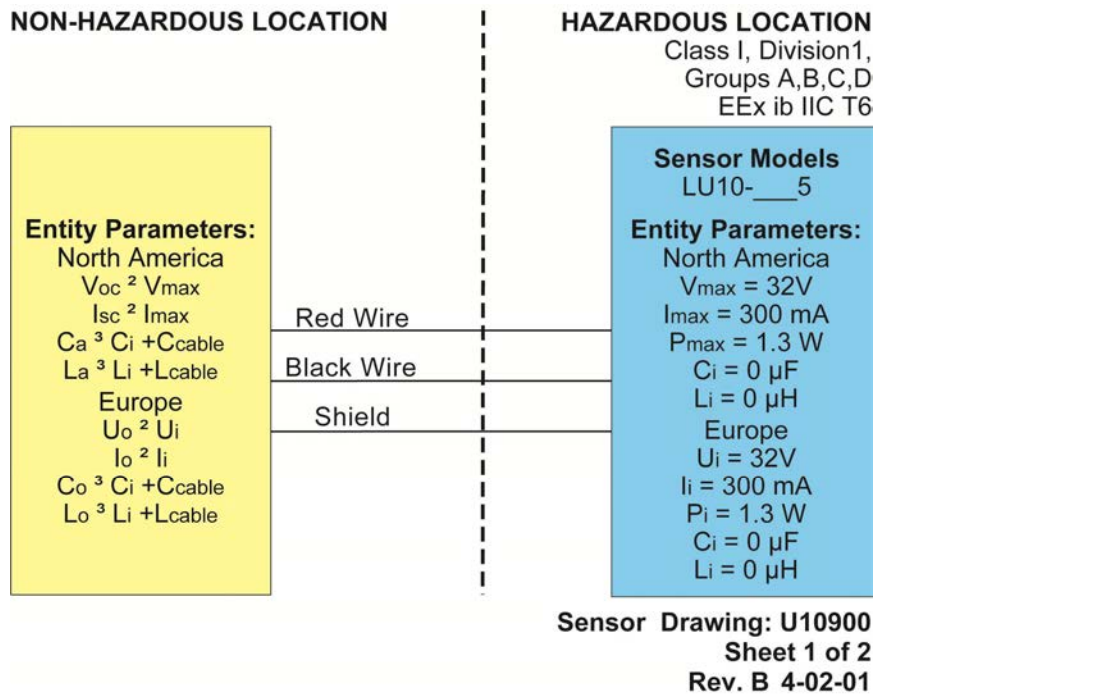 NON-HAZARDOUS LOCATION
HAZARDOUS LOCATION
Class I, Division1,
Groups A,B,C,D
EEx ib IIC T6
Entity Parameters:
North America
Voc ² Vmax
Isc ² Imax
Ca ³ Ci +Ccable
La ³ Li +Lcable
Europe
Uo ² Ui
Io ² Ii
Co ³ Ci +Ccable
Lo ³ Li +Lcable
Red Wire
Black Wire
Shield
Sensor Models
LU10-___5
Entity Parameters:
North America
Vmax = 32V
Imax = 300 mA
Pmax = 1.3 W
Ci = 0 µF
Li = 0 µH
Europe
Ui = 32V
Ii = 300 mA
Pi = 1.3 W
Ci = 0 µF
Li = 0 µH
Sensor Drawing: U10900
Sheet 1 of 2
Rev. B 4-02-01